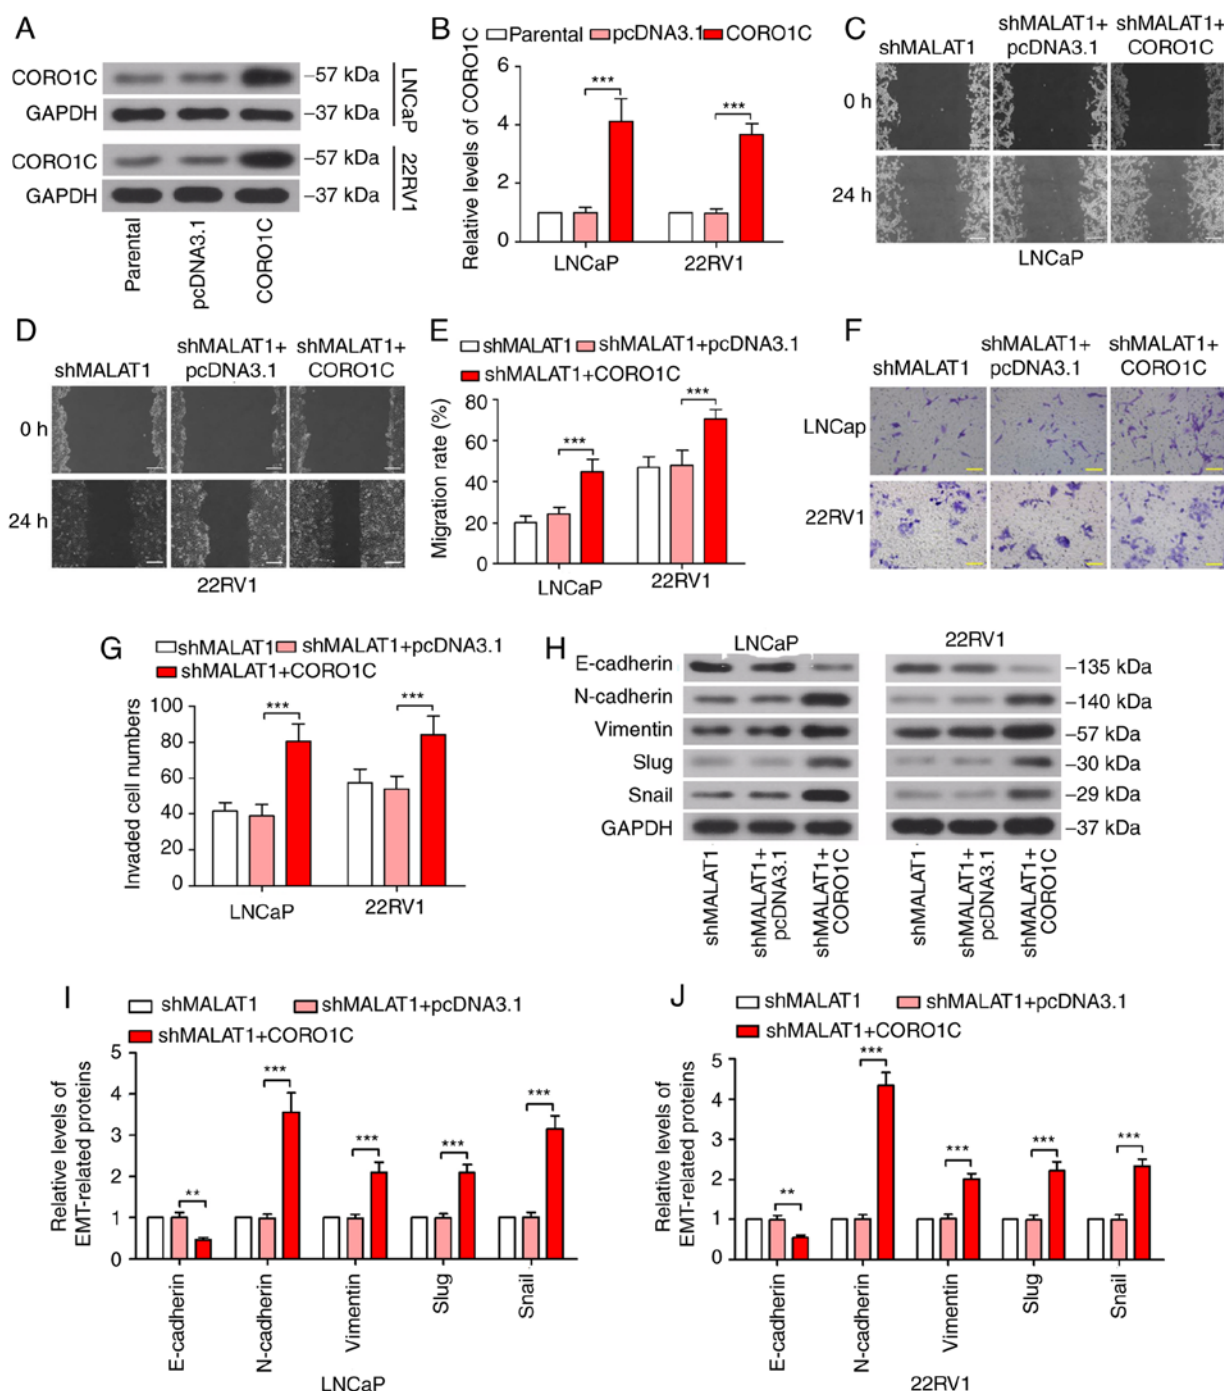 A
CORO1C
–57 kDa
GAPDH
–37 kDa
LNCaP
CORO1C
–57 kDa
GAPDH
–37 kDa
22RV1
Parental
pcDNA3.1
CORO1C
B
Parental pcDNA3.1 CORO1C
Relative levels of CORO1C
6
4
2
0
***
***
LNCaP 22RV1
C
shMALAT1
shMALAT1+
pcDNA3.1
shMALAT1+
CORO1C
0 h
24 h
LNCaP
D
shMALAT1
shMALAT1+
pcDNA3.1
shMALAT1+
CORO1C
0 h
24 h
22RV1
E
shMALAT1 shMALAT1+pcDNA3.1
shMALAT1+CORO1C
Migration rate (%)
80
60
40
20
0
***
***
LNCaP 22RV1
F
shMALAT1
shMALAT1+
pcDNA3.1
shMALAT1+
CORO1C
LNCap
22RV1
G
shMALAT1 shMALAT1+pcDNA3.1
shMALAT1+CORO1C
Invaded cell numbers
100
80
60
40
20
0
***
***
LNCaP 22RV1
H
LNCaP 22RV1
E-cadherin –135 kDa
N-cadherin –140 kDa
Vimentin –57 kDa
Slug –30 kDa
Snail –29 kDa
GAPDH –37 kDa
shMALAT1
shMALAT1+
pcDNA3.1
shMALAT1+
CORO1C
shMALAT1
shMALAT1+
pcDNA3.1
shMALAT1+
CORO1C
I
shMALAT1 shMALAT1+pcDNA3.1
shMALAT1+CORO1C
Relative levels of
EMT-related proteins
5
4
3
2
1
0
**
***
***
***
***
E-cadherin
N-cadherin
Vimentin
Slug
Snail
LNCaP
J
shMALAT1 shMALAT1+pcDNA3.1
shMALAT1+CORO1C
Relative levels of
EMT-related proteins
5
4
3
2
1
0
**
***
***
***
***
E-cadherin
N-cadherin
Vimentin
Slug
Snail
22RV1